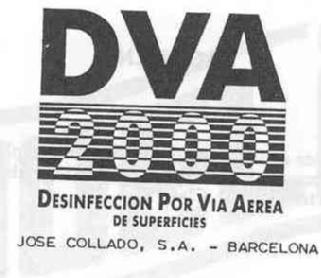 DVA
2000
DESINFECCION POR VIA AEREA
DE SUPERFICIES
JOSE COLLADO, S.A. - BARCELONA